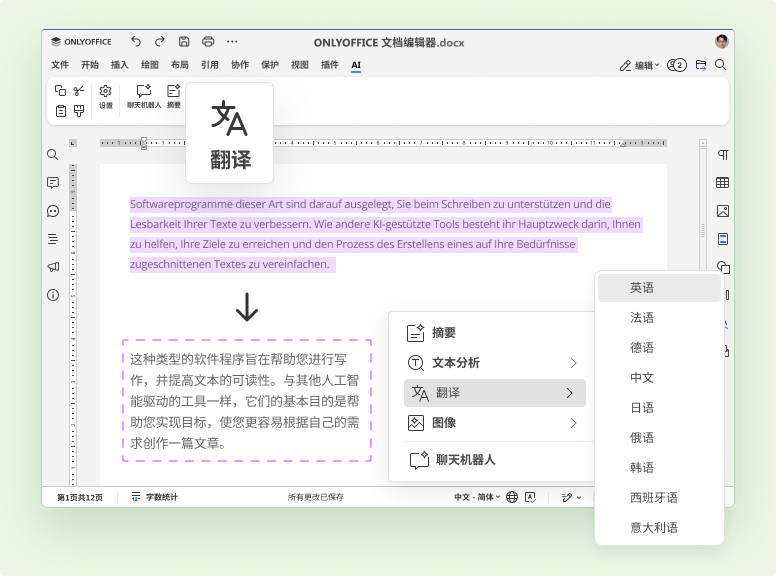 ONLYOFFICE
ONLYOFFICE 文档编辑器.docx
文件 开始 插入 绘图 布局 引用 协作 保护 视图 插件 AI
编辑 2
设置 聊天机器人 摘要
翻译
Softwareprogramme dieser Art sind darauf ausgelegt, Sie beim Schreiben zu unterstützen und die
Lesbarkeit Ihrer Texte zu verbessern. Wie andere KI-gestützte Tools besteht ihr Hauptzweck darin, Ihnen
zu helfen, Ihre Ziele zu erreichen und den Prozess des Erstellens eines auf Ihre Bedürfnisse
zugeschnittenen Textes zu vereinfachen.
这种类型的软件程序旨在帮助您进行写
作，并提高文本的可读性。与其他人工智
能驱动的工具一样，它们的基本目的是帮
助您实现目标，使您更容易根据自己的需
求创作一篇文章。
摘要
文本分析
翻译
图像
聊天机器人
英语
法语
德语
中文
日语
俄语
韩语
西班牙语
意大利语
第1页共12页 字数统计 所有更改已保存 中文 - 简体